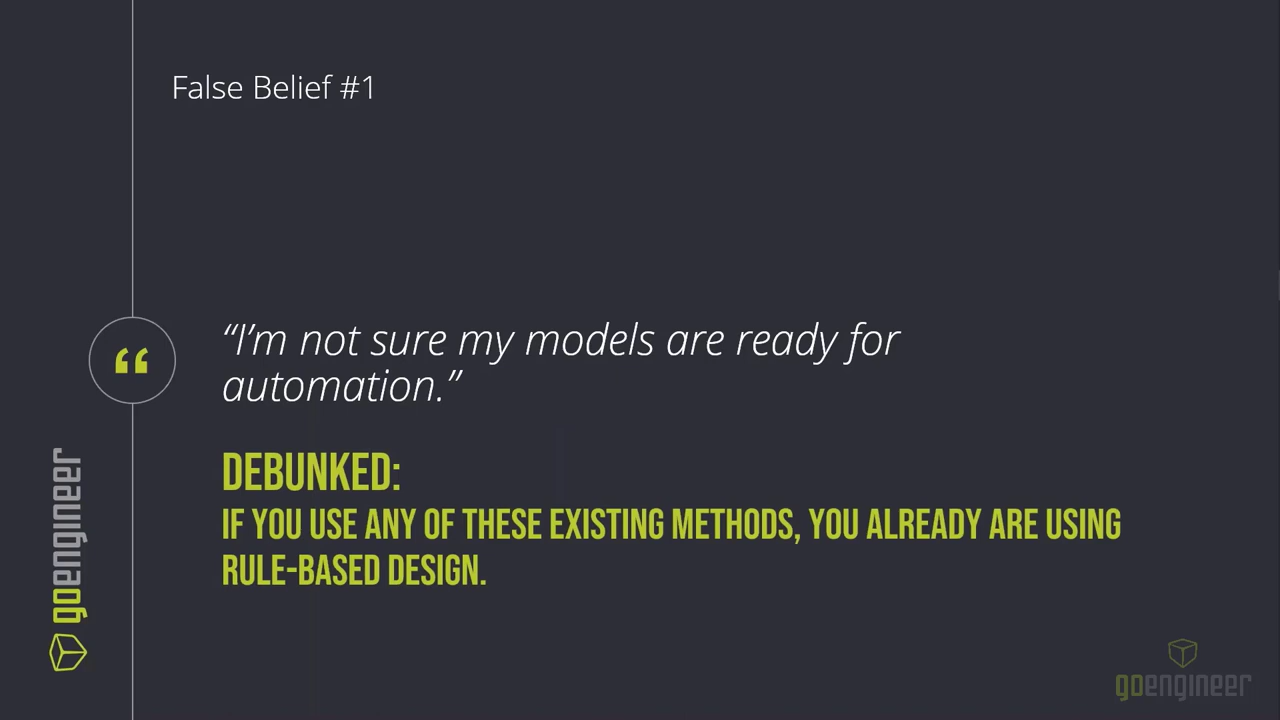 False Belief #1
“I’m not sure my models are ready for
automation.”
DEBUNKED:
IF YOU USE ANY OF THESE EXISTING METHODS, YOU ALREADY ARE USING
RULE-BASED DESIGN.
goengineer
goengineer